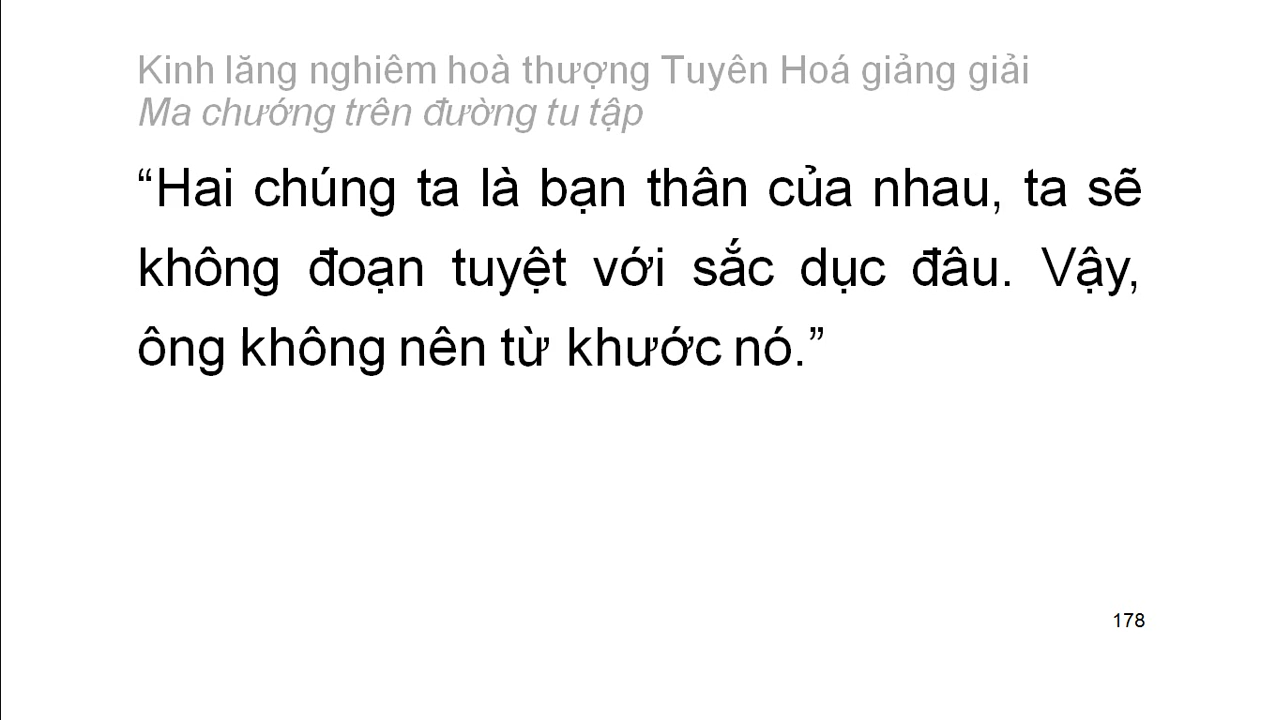 Kinh lăng nghiêm hoà thượng Tuyên Hoá giảng giải
Ma chướng trên đường tu tập
“Hai chúng ta là bạn thân của nhau, ta sẽ
không đoạn tuyệt với sắc dục đâu. Vậy,
ông không nên từ khước nó.”
178